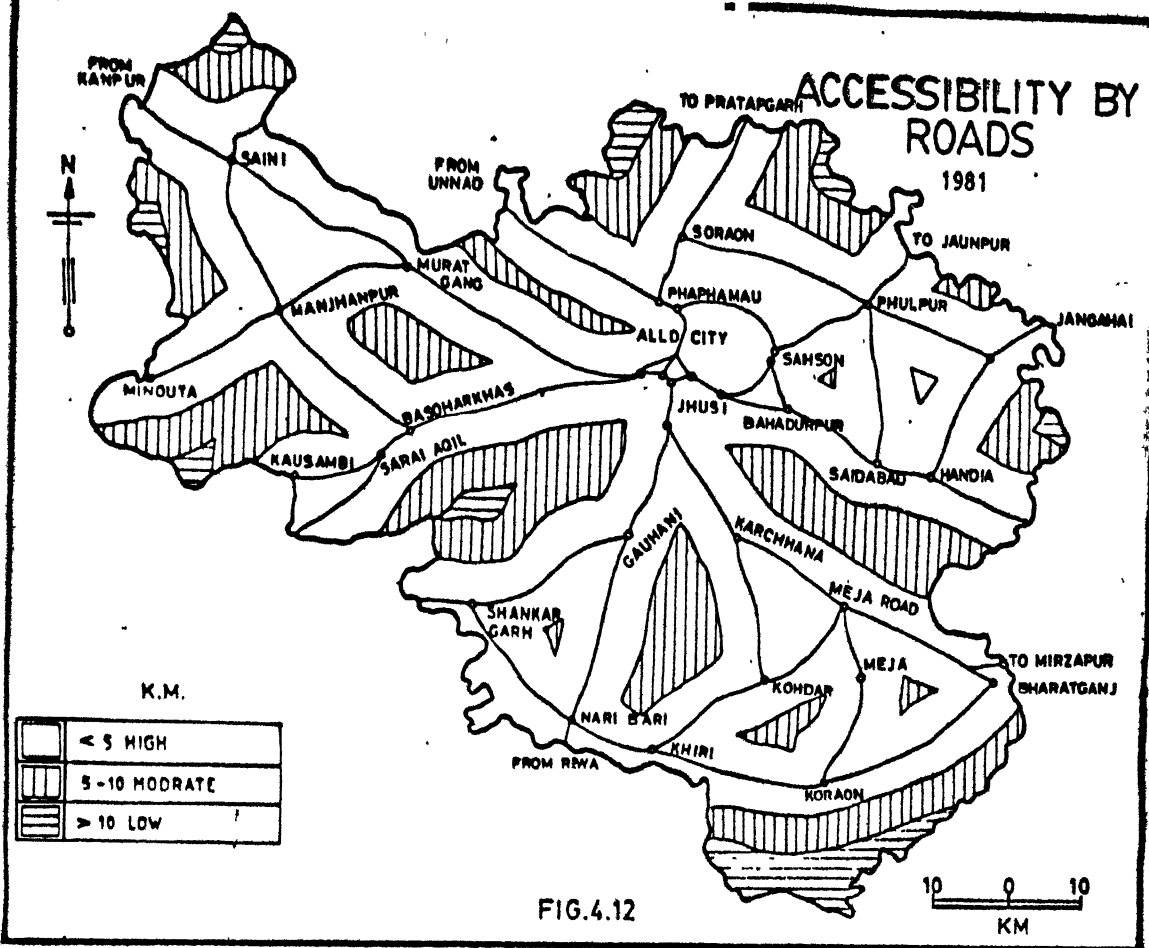 ACCESSIBILITY BY
ROADS
1981
FROM
KANPUR
TO PRATAPGARH
N
SAINI
FROM
UNNAO
SORAON
TO JAUNPUR
MURAT
GANG
MANJHANPUR
PHAPHAMAU
PHULPUR
JANGAHAI
ALLD CITY
SAHSON
MINOUTA
BASOHARKHAS
JHUSI
BAHADURPUR
KAUSAMBI
SARAI AQIL
SAIDABAD
HANDIA
GAUHANI
KARCHHANA
MEJA ROAD
SHANKAR
GARH
TO MIRZAPUR
MEJA
BHARATGANJ
KOHDAR
K.M.
NARI BARI
KHIRI
FROM RIWA
KORAON
< 5 HIGH
5-10 MODRATE
> 10 LOW
10 0 10
KM
FIG.4.12